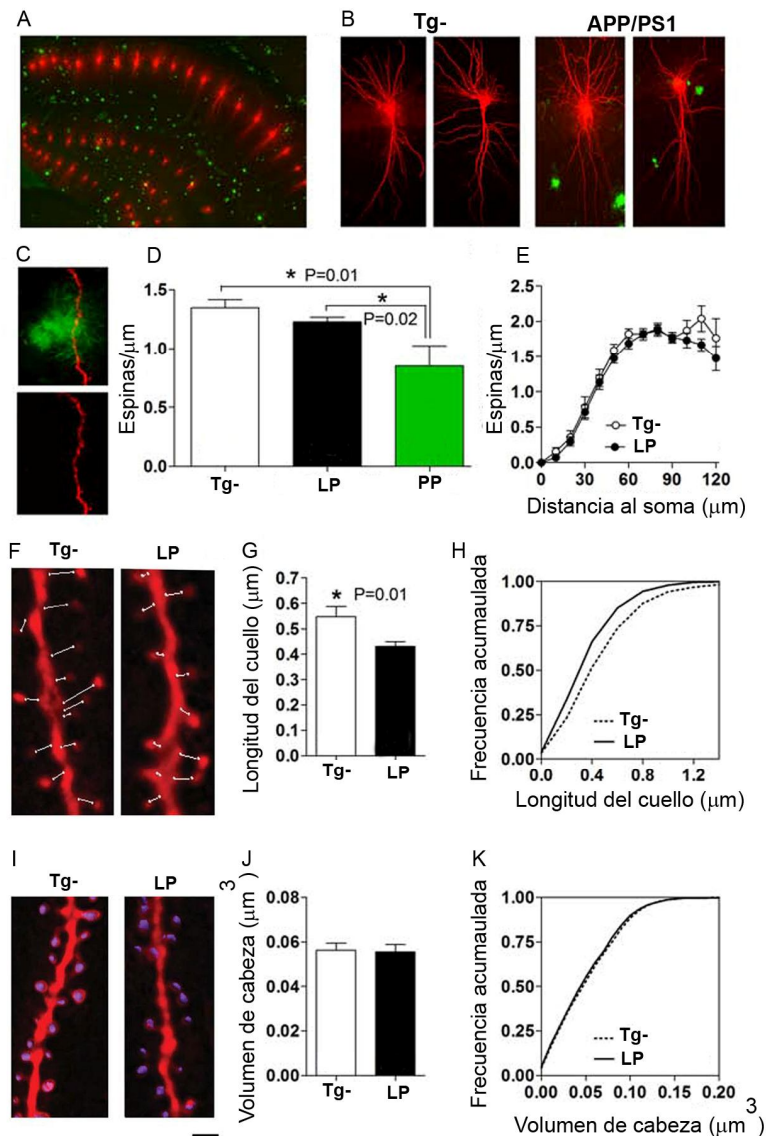 A
B
Tg-
APP/PS1
C
D
* P=0.01
*
P=0.02
1.5
1.0
0.5
0.0
Espinas/μm
Tg-
LP
PP
E
2.5
2.0
1.5
1.0
0.5
0.0
Espinas/μm
Tg-
LP
0
30
60
90
120
Distancia al soma (μm)
F
Tg-
LP
G
0.7
0.6
0.5
0.4
0.3
0.2
0.1
0.0
Longitud del cuello (μm)
* P=0.01
Tg-
LP
H
1.00
0.75
0.50
0.25
0.00
Frecuencia acumaulada
Tg-
LP
0.0
0.4
0.8
1.2
Longitud del cuello (μm)
I
Tg-
LP
J
0.08
0.06
0.04
0.02
0.00
Volumen de cabeza (μm3)
Tg-
LP
K
1.00
0.75
0.50
0.25
0.00
Frecuencia acumaulada
Tg-
LP
0.00
0.05
0.10
0.15
0.20
Volumen de cabeza (μm3)